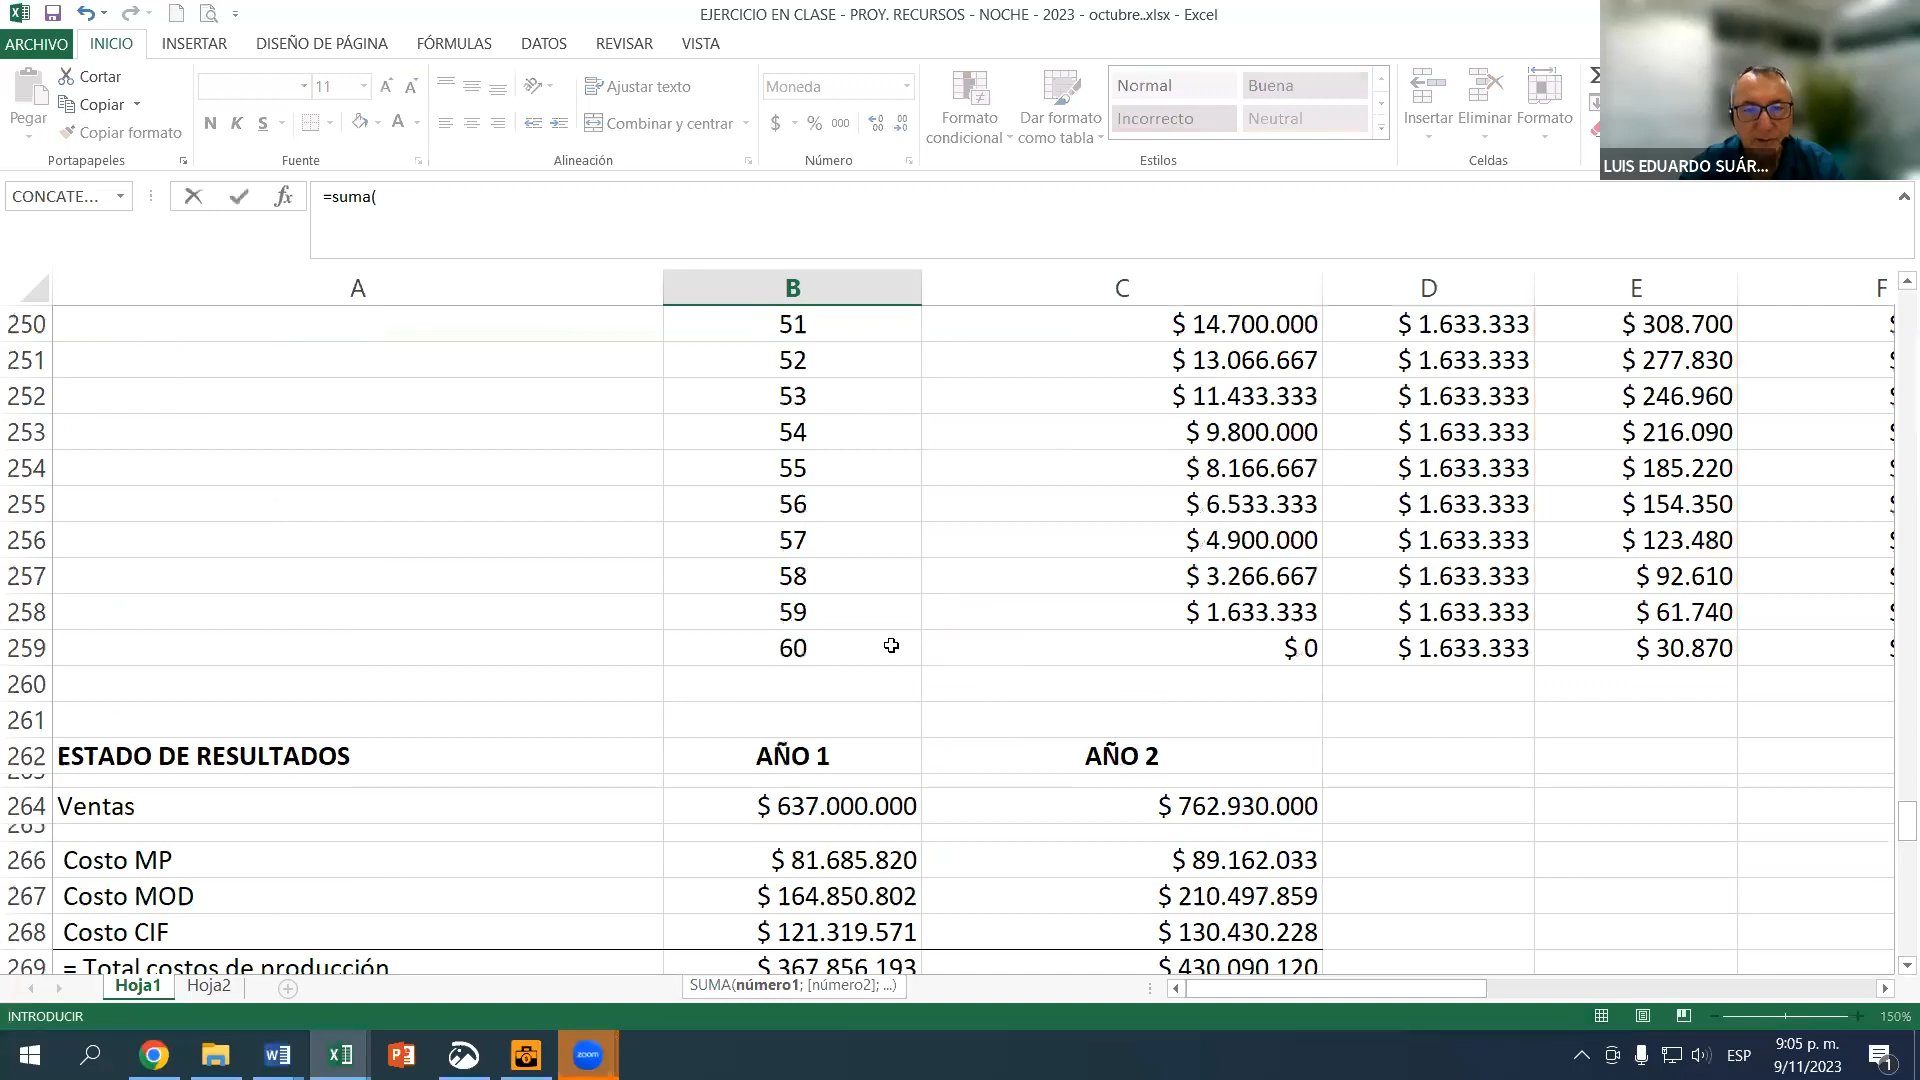 EJERCICIO EN CLASE - PROY. RECURSOS - NOCHE - 2023 - octubre..xlsx - Excel
ARCHIVO INICIO INSERTAR DISEÑO DE PÁGINA FÓRMULAS DATOS REVISAR VISTA
Pegar
Cortar
Copiar
Copiar formato
Portapapeles
11
N K S
Fuente
Ajustar texto
Combinar y centrar
Alineación
Moneda
$ % 000
Número
Formato condicional
Dar formato como tabla
Normal Buena
Incorrecto Neutral
Estilos
Insertar Eliminar Formato
Celdas
LUIS EDUARDO SUÁR...
CONCATE... fx =suma(
A B C D E F
250 51 $ 14.700.000 $ 1.633.333 $ 308.700
251 52 $ 13.066.667 $ 1.633.333 $ 277.830
252 53 $ 11.433.333 $ 1.633.333 $ 246.960
253 54 $ 9.800.000 $ 1.633.333 $ 216.090
254 55 $ 8.166.667 $ 1.633.333 $ 185.220
255 56 $ 6.533.333 $ 1.633.333 $ 154.350
256 57 $ 4.900.000 $ 1.633.333 $ 123.480
257 58 $ 3.266.667 $ 1.633.333 $ 92.610
258 59 $ 1.633.333 $ 1.633.333 $ 61.740
259 60 $ 0 $ 1.633.333 $ 30.870
260
261
262 ESTADO DE RESULTADOS AÑO 1 AÑO 2
264 Ventas $ 637.000.000 $ 762.930.000
266 Costo MP $ 81.685.820 $ 89.162.033
267 Costo MOD $ 164.850.802 $ 210.497.859
268 Costo CIF $ 121.319.571 $ 130.430.228
269 = Total costos de producción $ 367.856.193 $ 430.090.120
Hoja1 Hoja2 SUMA(número1; [número2]; ...)
INTRODUCIR 150%
zoom ESP 9:05 p. m.
9/11/2023
1